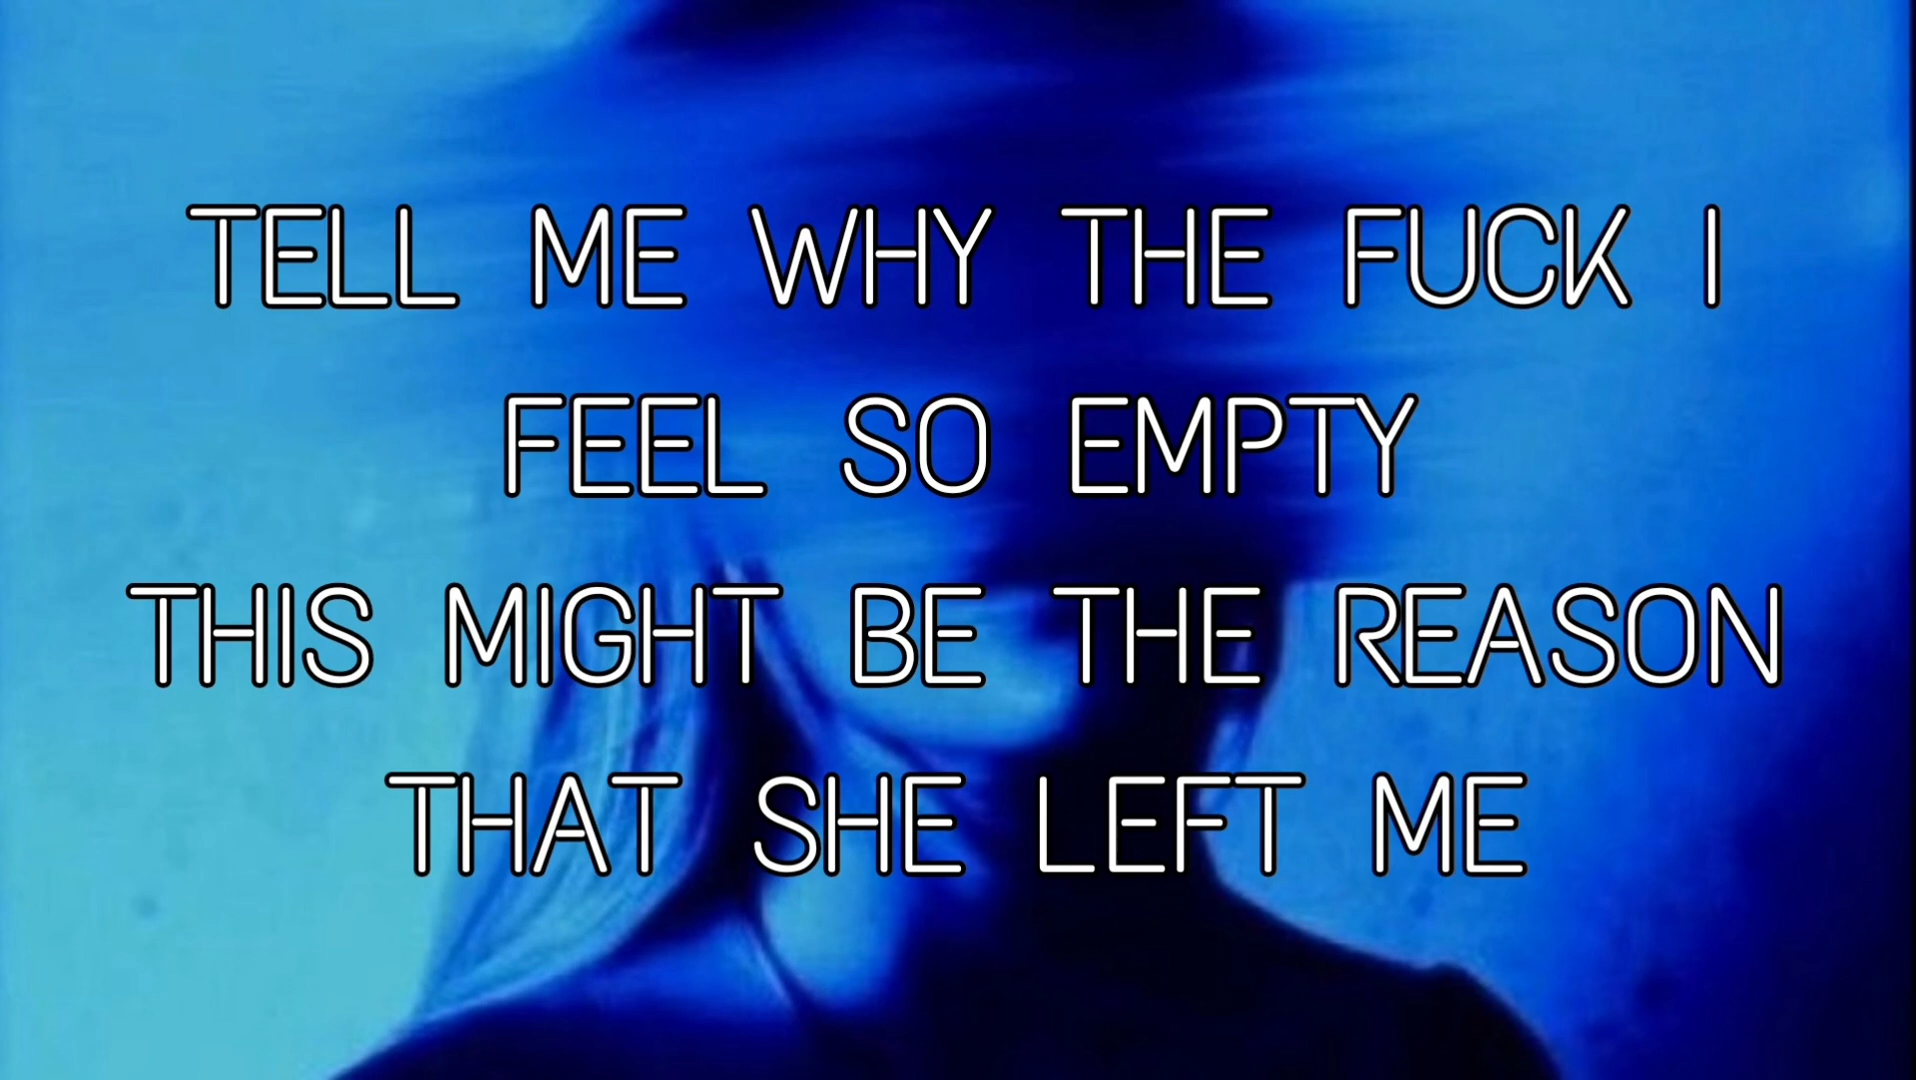 TELL ME WHY THE FUCK I
FEEL SO EMPTY
THIS MIGHT BE THE REASON
THAT SHE LEFT ME